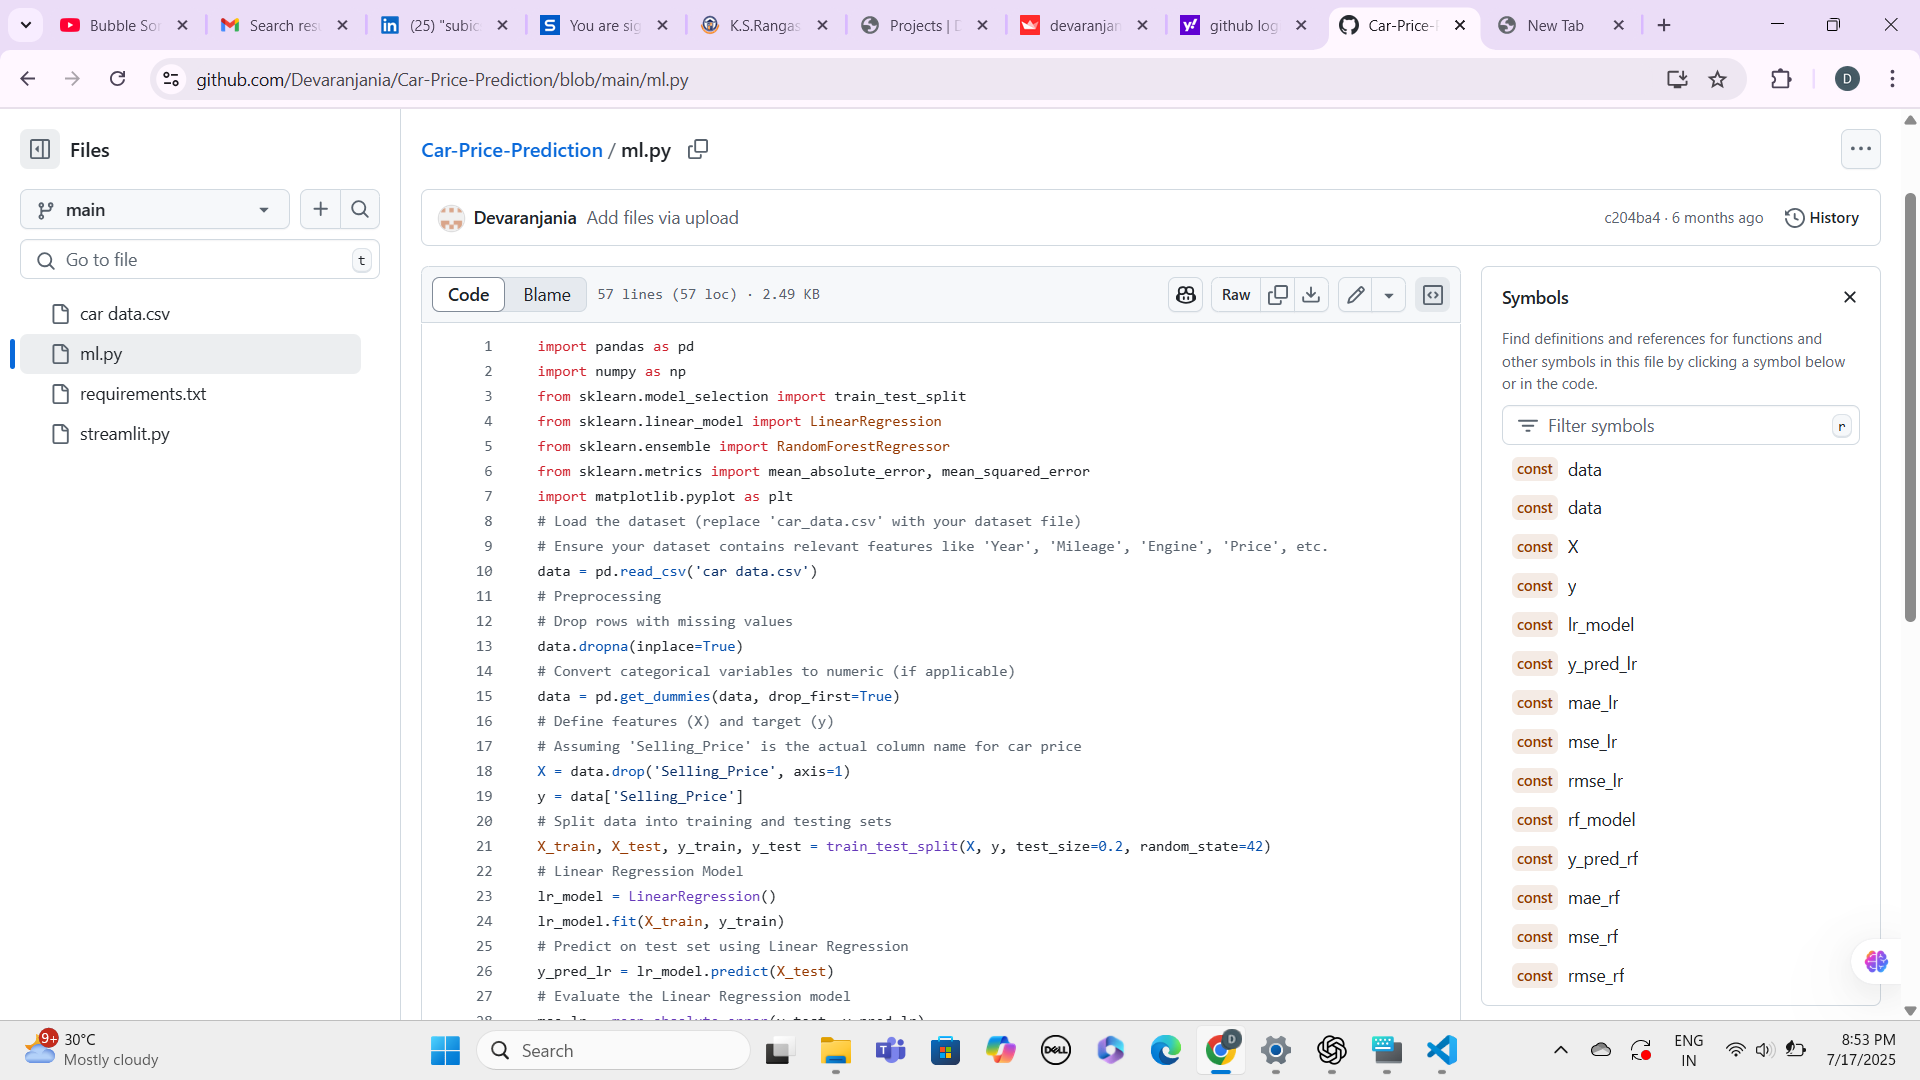 Bubble Sor
Search resu
(25) "subic
You are sig
K.S.Rangas
Projects | D
devaranjan
github log
Car-Price-P
New Tab
github.com/Devaranjania/Car-Price-Prediction/blob/main/ml.py
D
Files
main
Go to file
t
car data.csv
ml.py
requirements.txt
streamlit.py
Car-Price-Prediction / ml.py
Devaranjania Add files via upload
c204ba4 · 6 months ago
History
Code
Blame
57 lines (57 loc) · 2.49 KB
Raw
1 import pandas as pd
2 import numpy as np
3 from sklearn.model_selection import train_test_split
4 from sklearn.linear_model import LinearRegression
5 from sklearn.ensemble import RandomForestRegressor
6 from sklearn.metrics import mean_absolute_error, mean_squared_error
7 import matplotlib.pyplot as plt
8 # Load the dataset (replace 'car_data.csv' with your dataset file)
9 # Ensure your dataset contains relevant features like 'Year', 'Mileage', 'Engine', 'Price', etc.
10 data = pd.read_csv('car data.csv')
11 # Preprocessing
12 # Drop rows with missing values
13 data.dropna(inplace=True)
14 # Convert categorical variables to numeric (if applicable)
15 data = pd.get_dummies(data, drop_first=True)
16 # Define features (X) and target (y)
17 # Assuming 'Selling_Price' is the actual column name for car price
18 X = data.drop('Selling_Price', axis=1)
19 y = data['Selling_Price']
20 # Split data into training and testing sets
21 X_train, X_test, y_train, y_test = train_test_split(X, y, test_size=0.2, random_state=42)
22 # Linear Regression Model
23 lr_model = LinearRegression()
24 lr_model.fit(X_train, y_train)
25 # Predict on test set using Linear Regression
26 y_pred_lr = lr_model.predict(X_test)
27 # Evaluate the Linear Regression model
28 mae_lr = mean_absolute_error(y_test, y_pred_lr)
Symbols
Find definitions and references for functions and
other symbols in this file by clicking a symbol below
or in the code.
Filter symbols
r
const data
const data
const X
const y
const lr_model
const y_pred_lr
const mae_lr
const mse_lr
const rmse_lr
const rf_model
const y_pred_rf
const mae_rf
const mse_rf
const rmse_rf
9+
30°C
Mostly cloudy
Search
DELL
D
ENG
IN
8:53 PM
7/17/2025